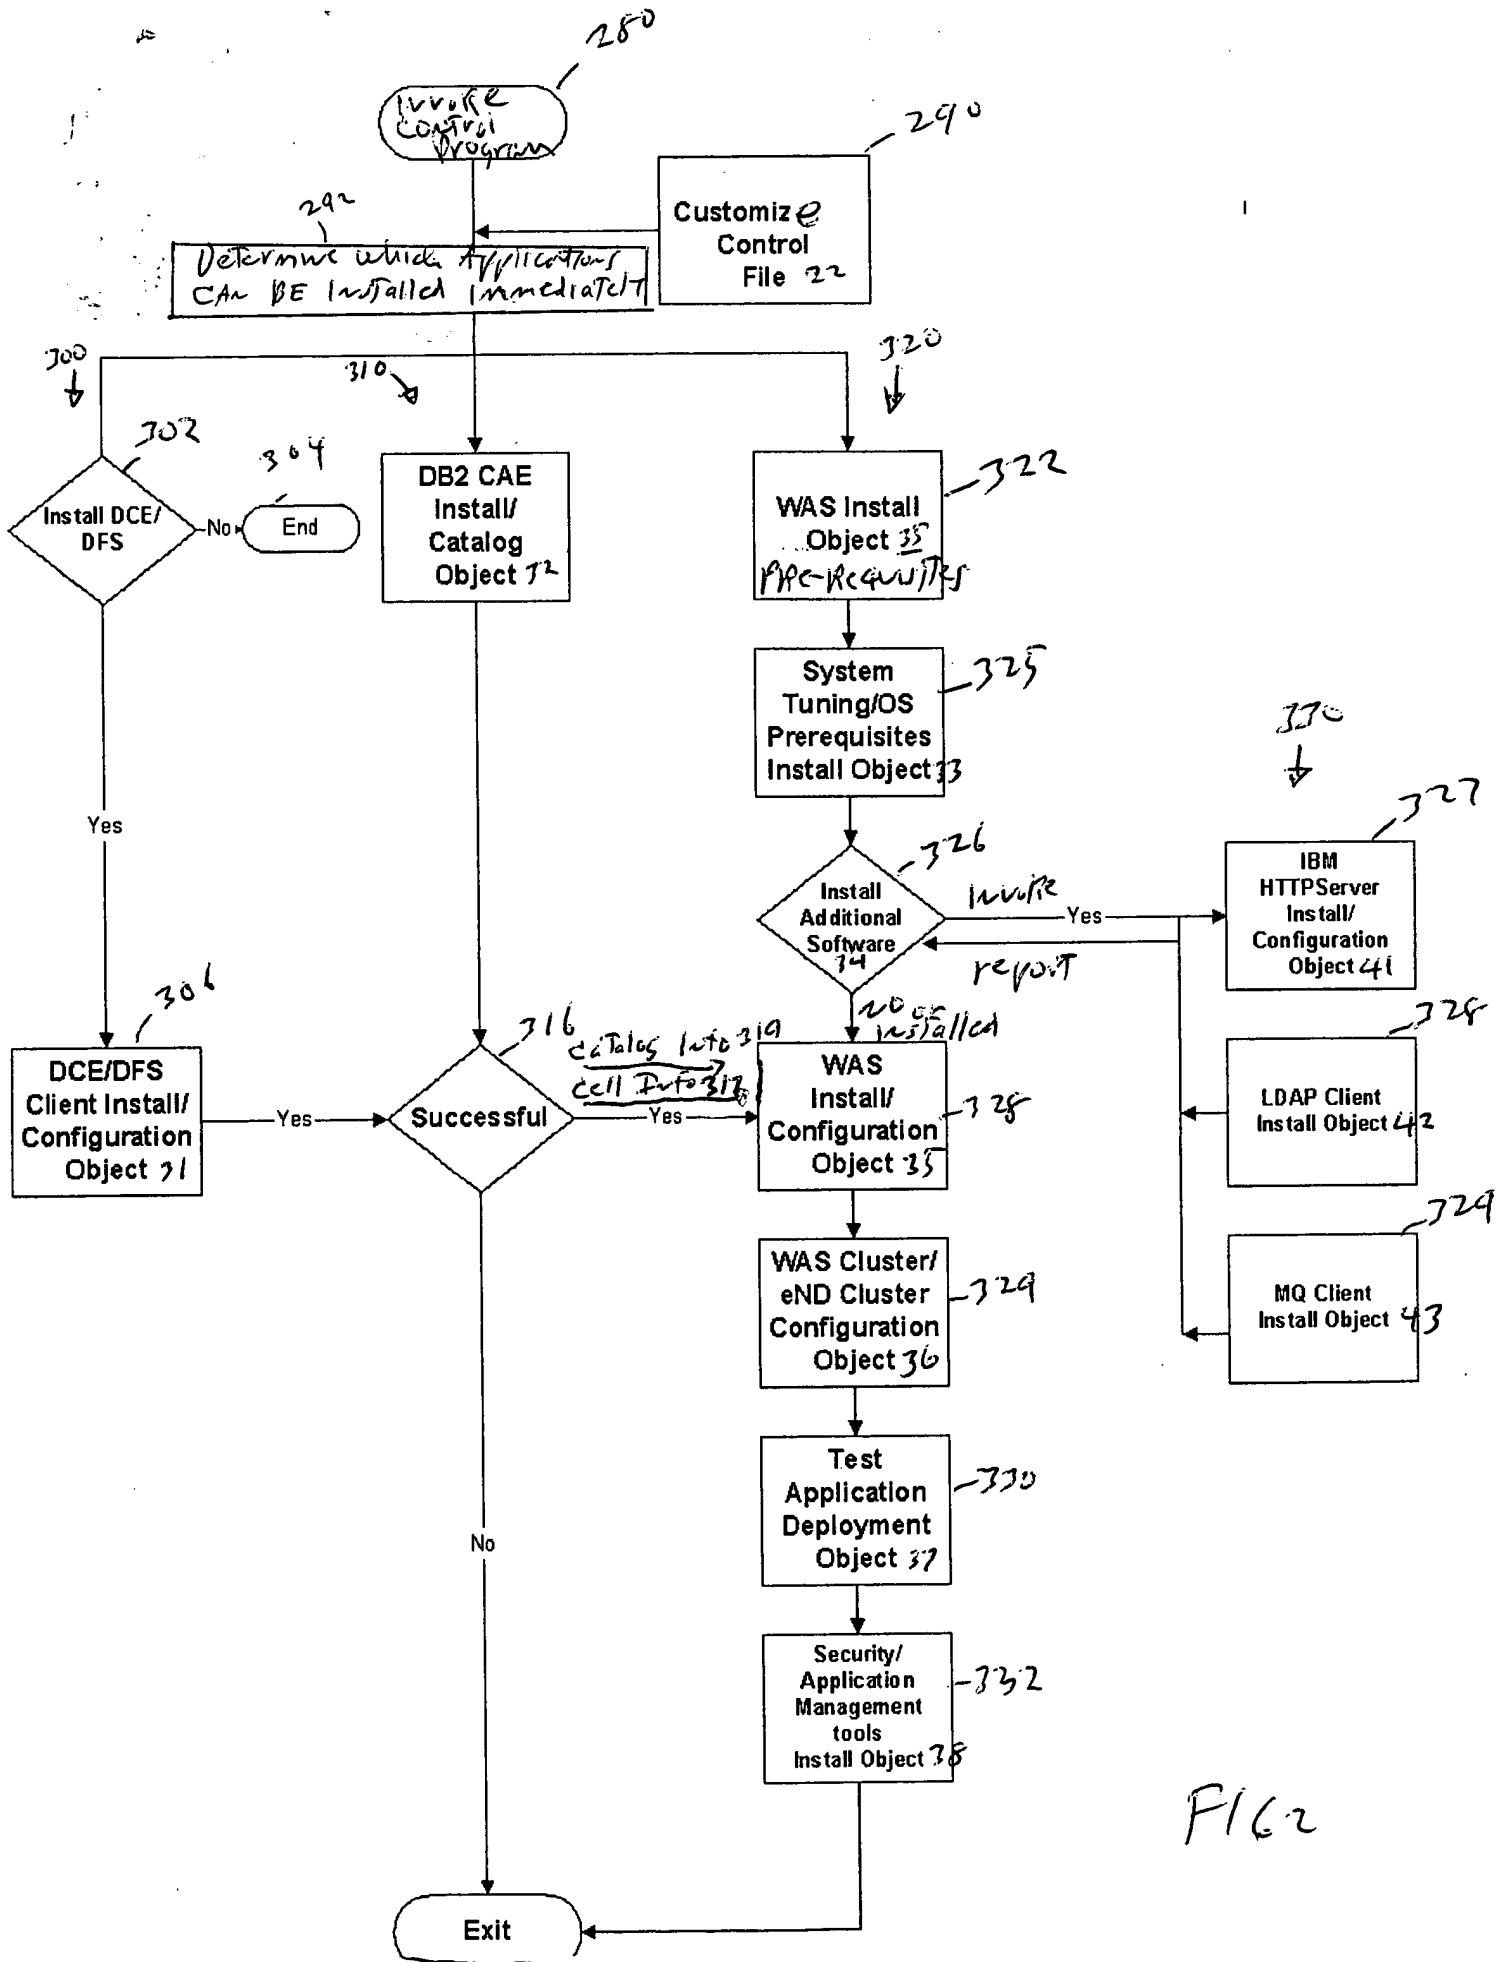 280
Invoke
Control
Program
290
Customize
Control
File 22
292
Determine which Applications
CAN BE Installed Immediately
300
310
320
302
304
Install DCE/
DFS
No
End
DB2 CAE
Install/
Catalog
Object 32
322
WAS Install
Object 35
PRe-Requisites
325
System
Tuning/OS
Prerequisites
Install Object 33
330
Yes
326
Install
Additional
Software
34
Invoke
Yes
report
327
IBM
HTTPServer
Install/
Configuration
Object 41
No or
installed
306
DCE/DFS
Client Install/
Configuration
Object 31
Yes
316
Successful
Catalog Info 319
Cell Info
Yes
WAS
Install/
Configuration
Object 35
328
328
LDAP Client
Install Object 42
329
MQ Client
Install Object 43
WAS Cluster/
eND Cluster
Configuration
Object 36
329
Test
Application
Deployment
Object 37
330
No
Security/
Application
Management
tools
Install Object 38
332
Exit
FIG 2